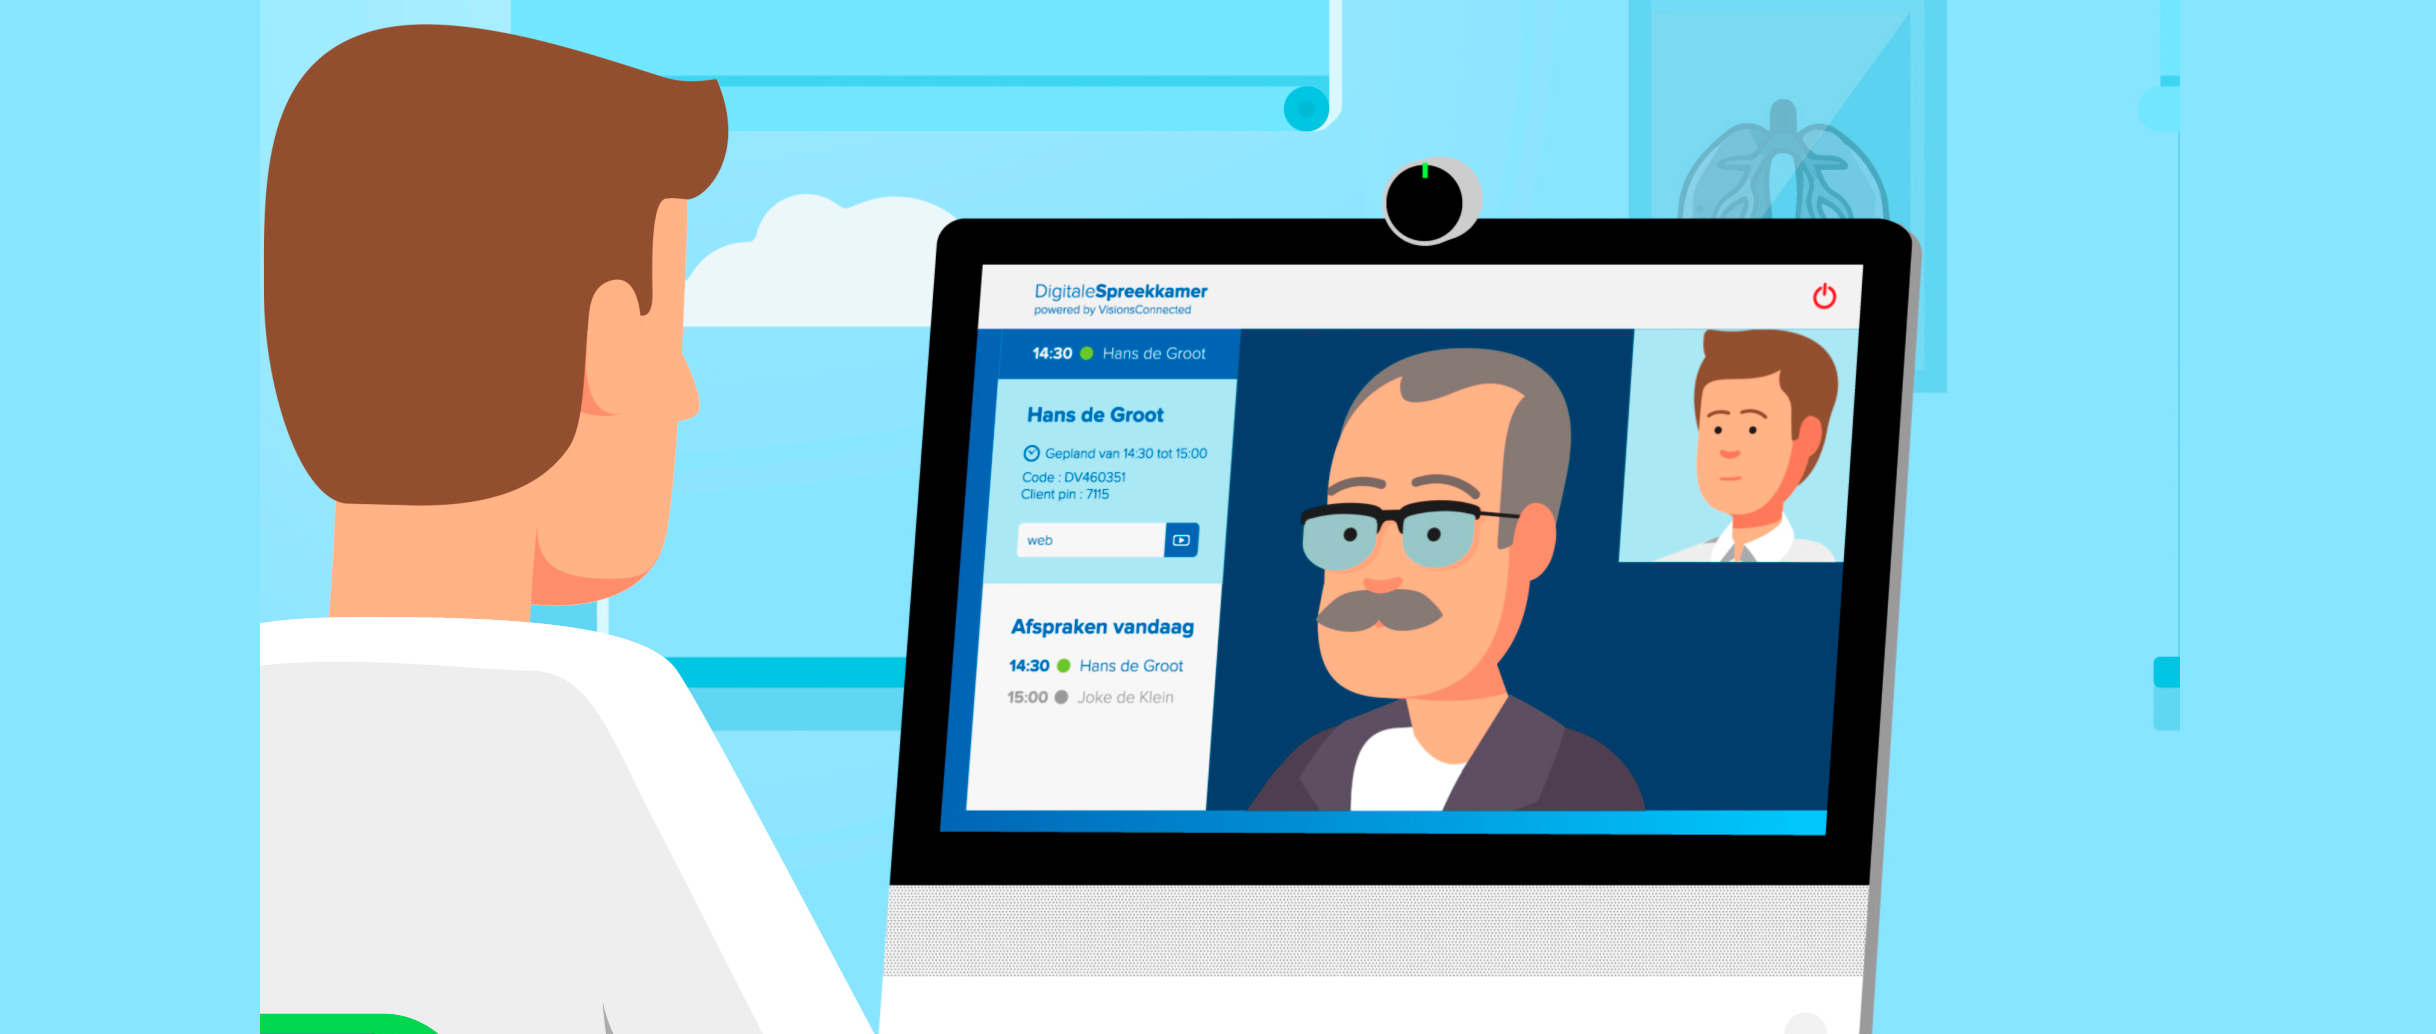 DigitaleSpreekkamer
powered by VisionsConnected
14:30 Hans de Groot
Hans de Groot
Gepland van 14:30 tot 15:00
Code : DV460351
Client pin : 7115
web
Afspraken vandaag
14:30 Hans de Groot
15:00 Joke de Klein